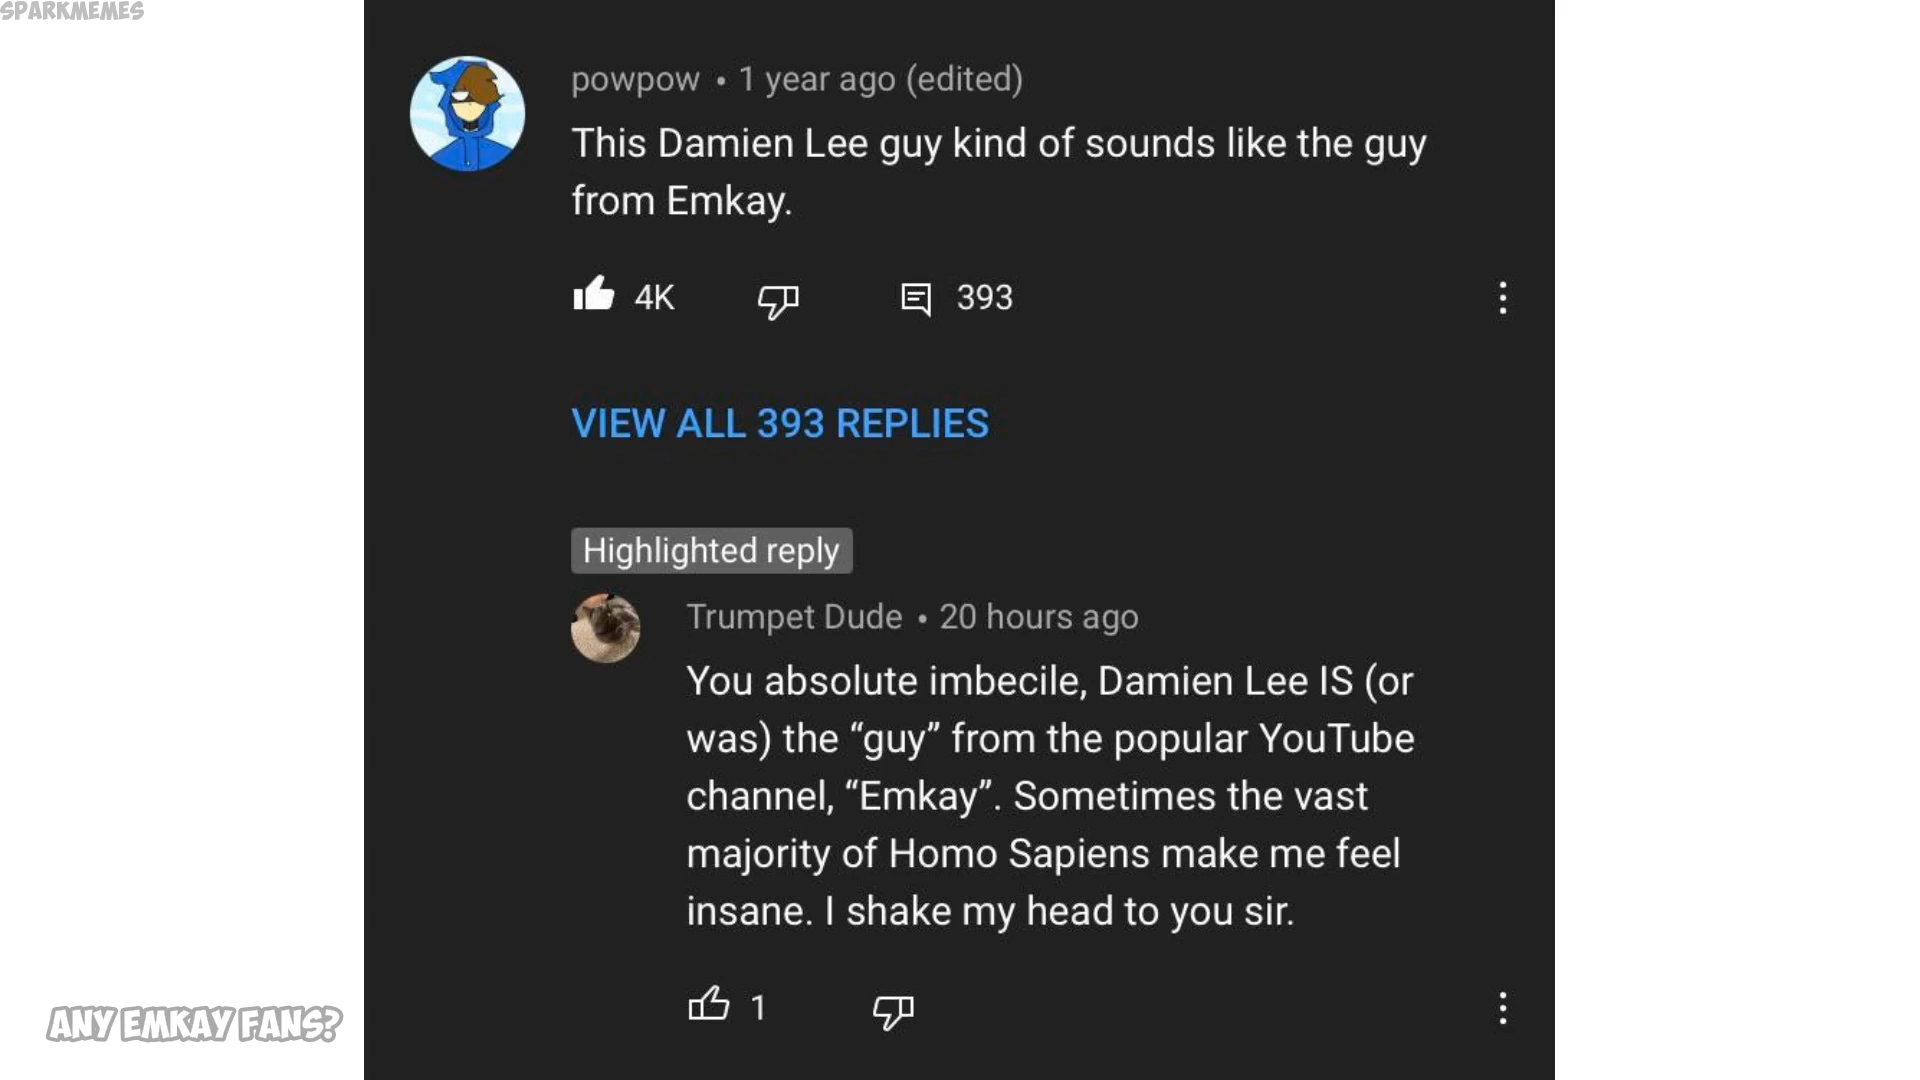 SPARKMEMES
powpow • 1 year ago (edited)
This Damien Lee guy kind of sounds like the guy
from Emkay.
4K 393
VIEW ALL 393 REPLIES
Highlighted reply
Trumpet Dude • 20 hours ago
You absolute imbecile, Damien Lee IS (or
was) the “guy” from the popular YouTube
channel, “Emkay”. Sometimes the vast
majority of Homo Sapiens make me feel
insane. I shake my head to you sir.
1
ANY EMKAY FANS?